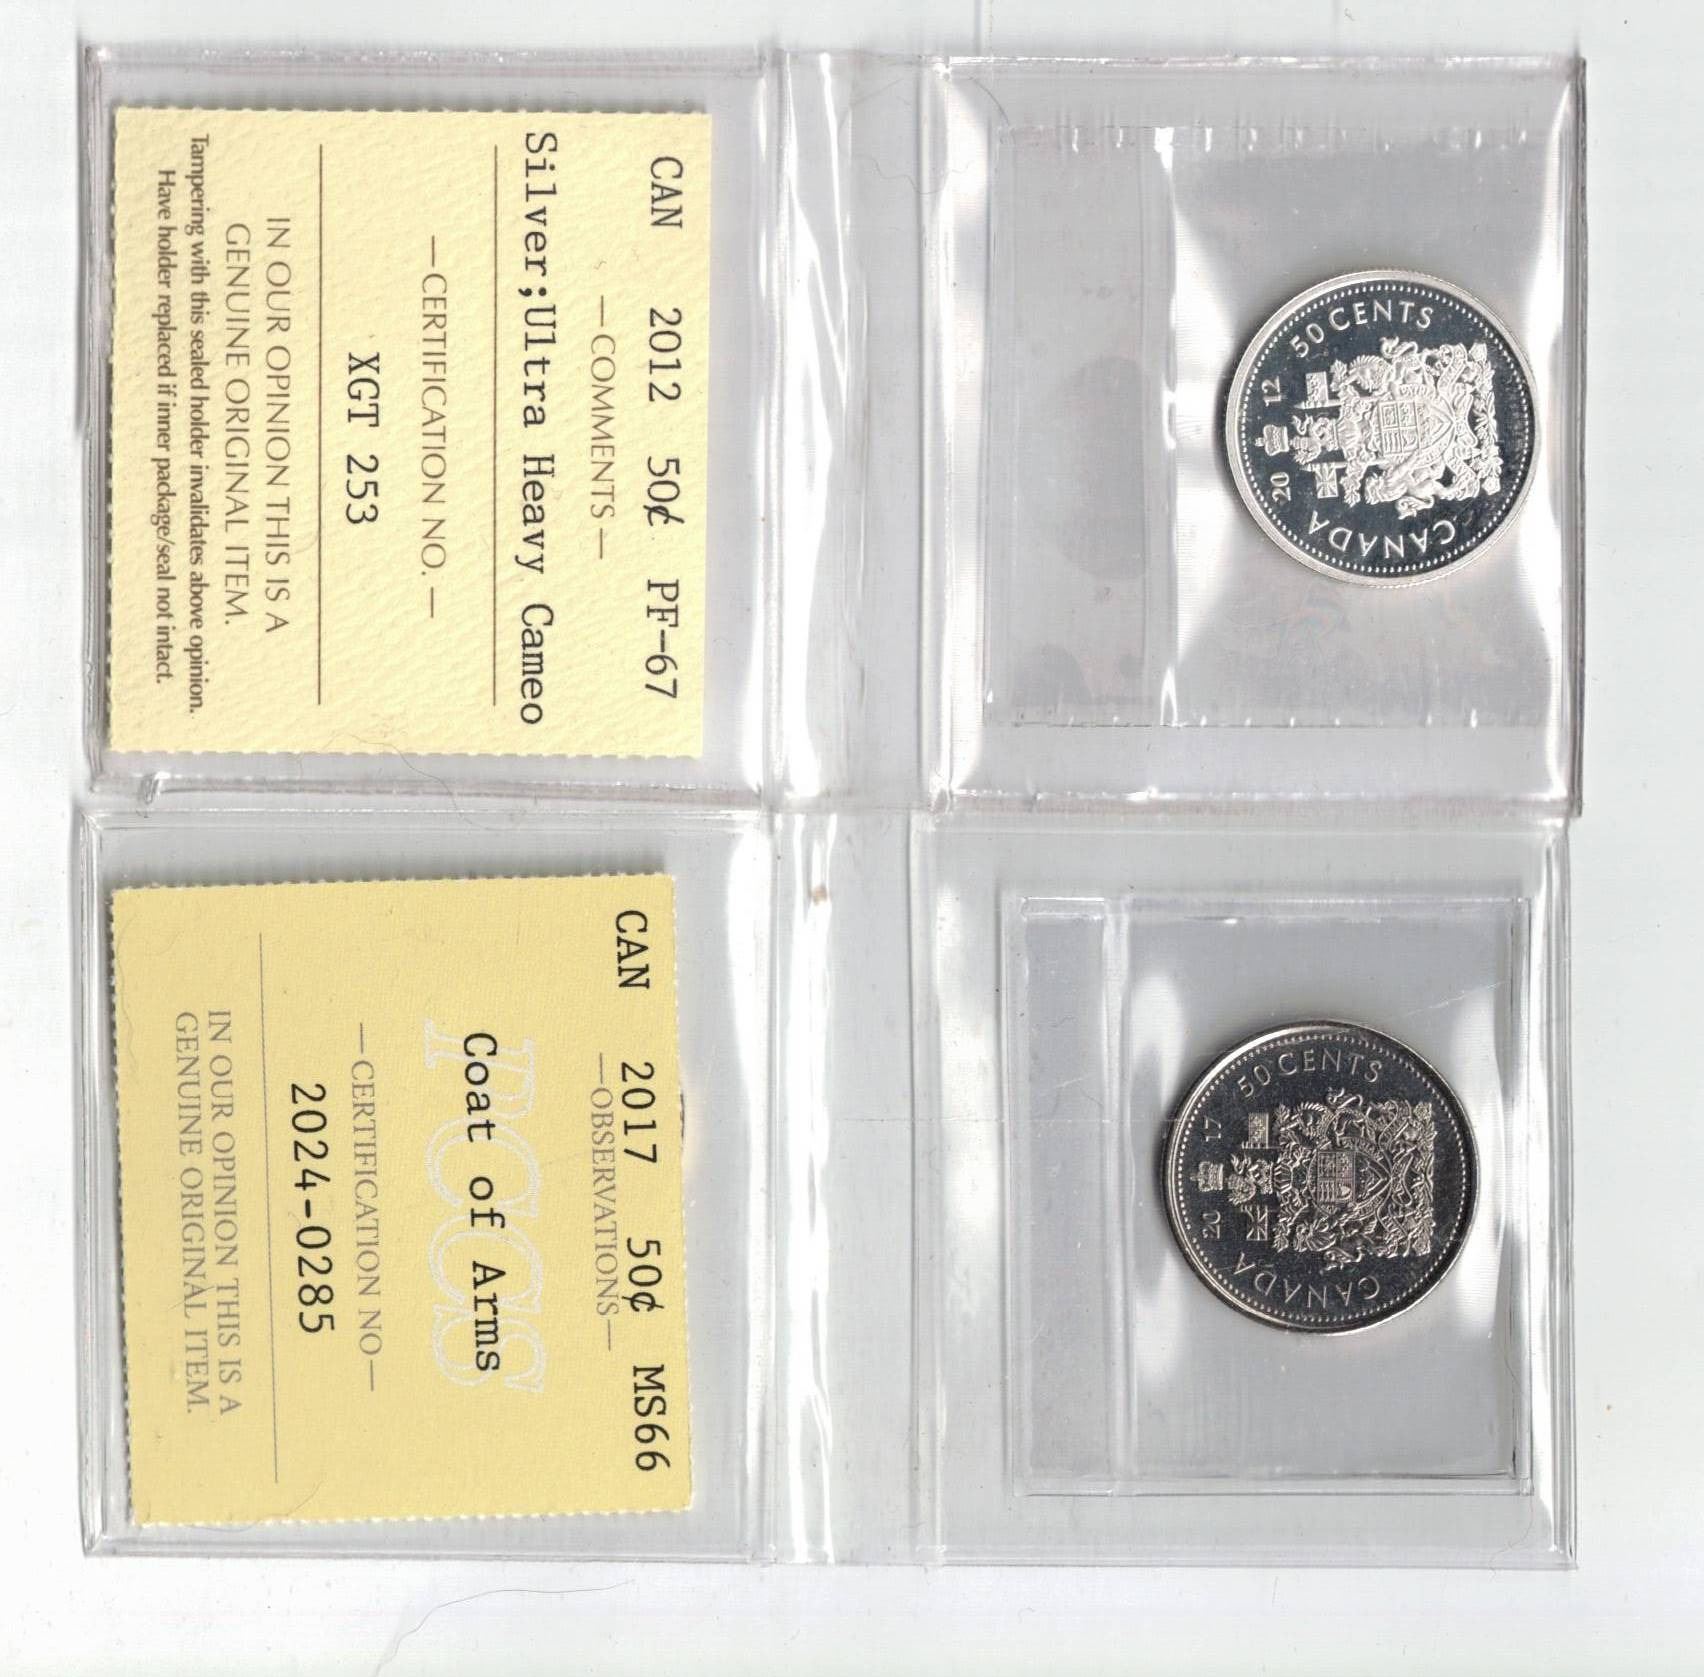 CAN 2012 50¢ PF-67
—COMMENTS—
Silver;Ultra Heavy Cameo
—CERTIFICATION NO.—
XGT 253
IN OUR OPINION THIS IS A
GENUINE ORIGINAL ITEM.
Tampering with this sealed holder invalidates above opinion.
Have holder replaced if inner package/seal not intact.
50 CENTS
20 12
CANADA
CAN 2017 50¢ MS66
—OBSERVATIONS—
PCCS
Coat of Arms
—CERTIFICATION NO—
2024-0285
IN OUR OPINION THIS IS A
GENUINE ORIGINAL ITEM.
50 CENTS
20 17
CANADA